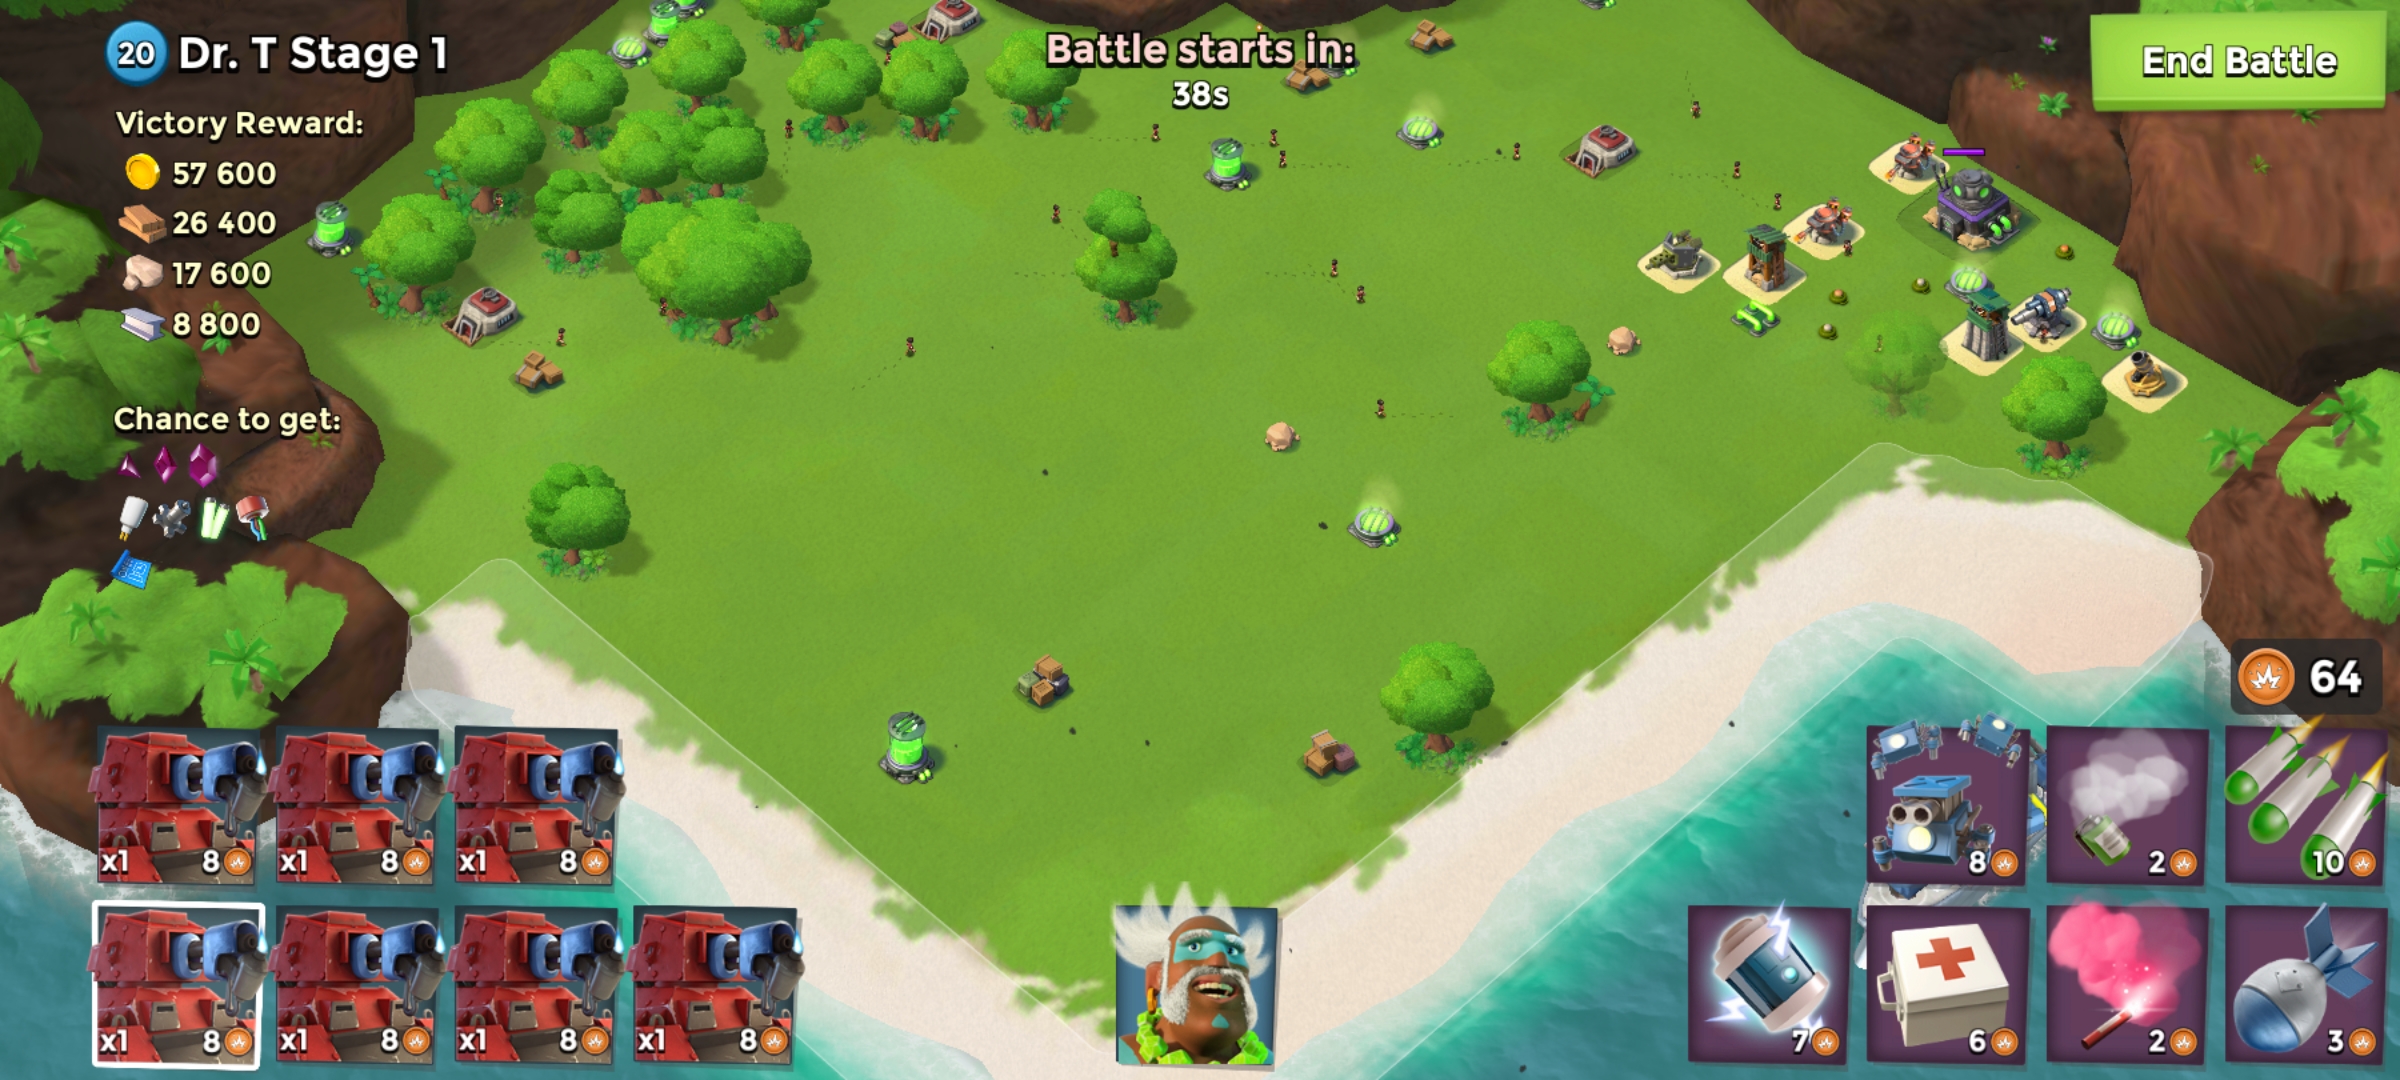 20 Dr. T Stage 1
Battle starts in:
38s
End Battle
Victory Reward:
57 600
26 400
17 600
8 800
Chance to get:
64
x1 8
x1 8
x1 8
8
2
10
x1 8
x1 8
x1 8
x1 8
7
6
2
3